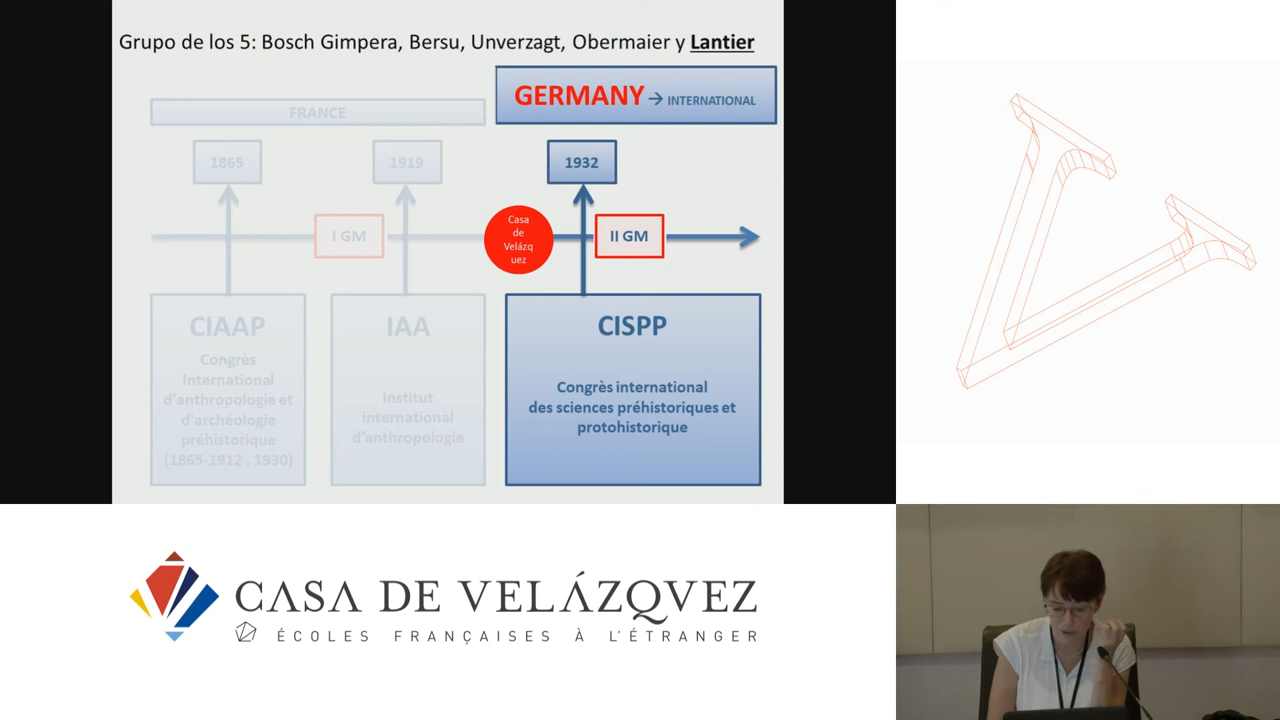 Grupo de los 5: Bosch Gimpera, Bersu, Unverzagt, Obermaier y Lantier
GERMANY → INTERNATIONAL
FRANCE
1865
1919
1932
I GM
Casa
de
Velázq
uez
II GM
CIAAP
Congrès
International
d'anthropologie et
d'archéologie
préhistorique
(1865-1912 , 1930)
IAA
Institut
international
d'anthropologie
CISPP
Congrès international
des sciences préhistoriques et
protohistorique
CASA DE VELÁZQVEZ
ÉCOLES FRANÇAISES À L'ÉTRANGER